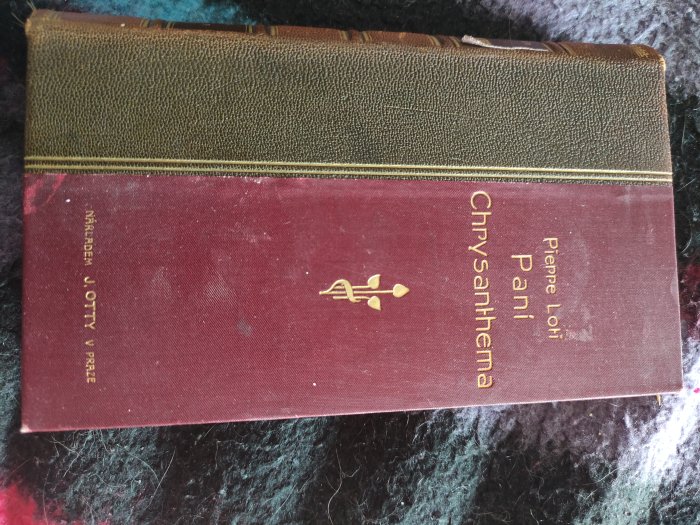 Pierre Loti
Paní
Chrysanthema
NÁKLADEM J. OTTY V PRAZE